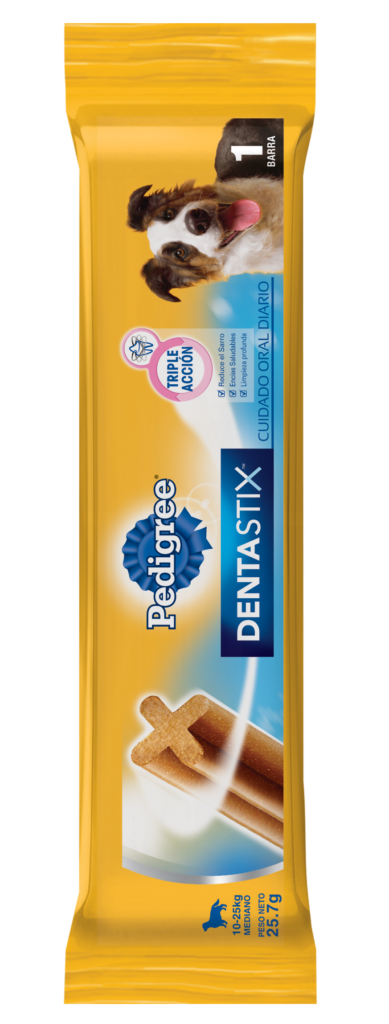 Pedigree®
DENTASTIX™
CUIDADO ORAL DIARIO
TRIPLE
ACCIÓN
Reduce el Sarro
Encías Saludables
Limpieza profunda
1
BARRA
10-25kg
MEDIANO
PESO NETO
25.7g